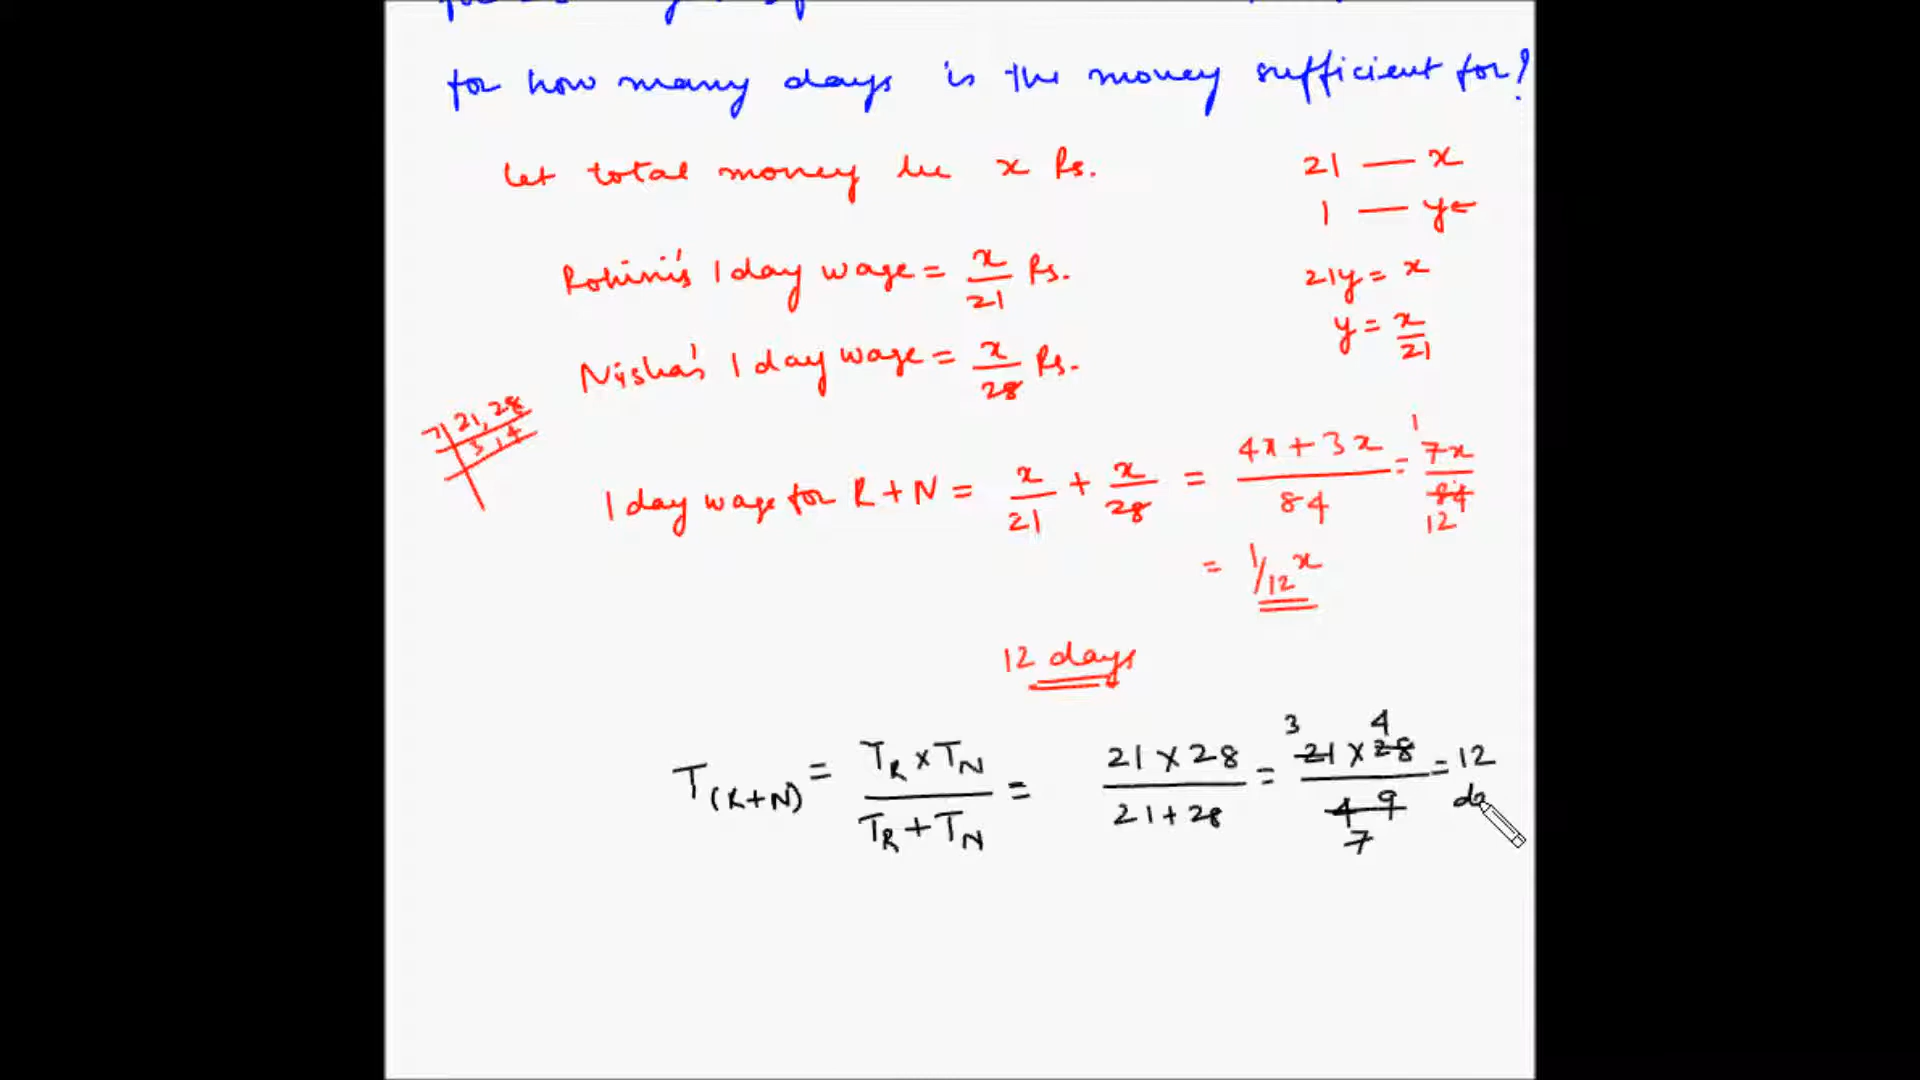 for how many days is the money sufficient for?
Let total money be x Rs.
21 — x
1 — y
Rohini's 1 day wage = x/21 Rs.
21y = x
y = x/21
Nisha's 1 day wage = x/28 Rs.
7 | 21, 28
3, 4
1 day wage for R + N = x/21 + x/28 = (4x + 3x)/84 = 7x/84
1
12
= 1/12 x
12 days
T(R+N) = (TR × TN)/(TR + TN) = (21 × 28)/(21 + 28) = (21 × 28)/49 = 12
3 4
7